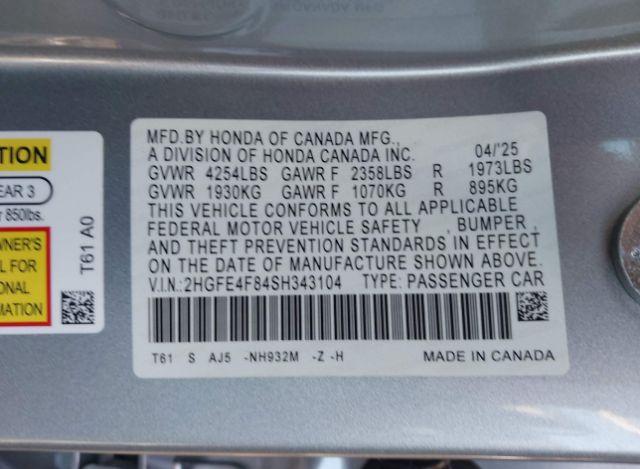 TION
EAR 3
850lbs.
WNER'S
L FOR
ONAL
ATION
T61 A0
MFD.BY HONDA OF CANADA MFG.,
A DIVISION OF HONDA CANADA INC. 04/'25
GVWR 4254LBS GAWR F 2358LBS R 1973LBS
GVWR 1930KG GAWR F 1070KG R 895KG
THIS VEHICLE CONFORMS TO ALL APPLICABLE
FEDERAL MOTOR VEHICLE SAFETY , BUMPER ,
AND THEFT PREVENTION STANDARDS IN EFFECT
ON THE DATE OF MANUFACTURE SHOWN ABOVE.
V.I.N.:2HGFE4F84SH343104 TYPE: PASSENGER CAR
T61 S AJ5 -NH932M -Z -H MADE IN CANADA